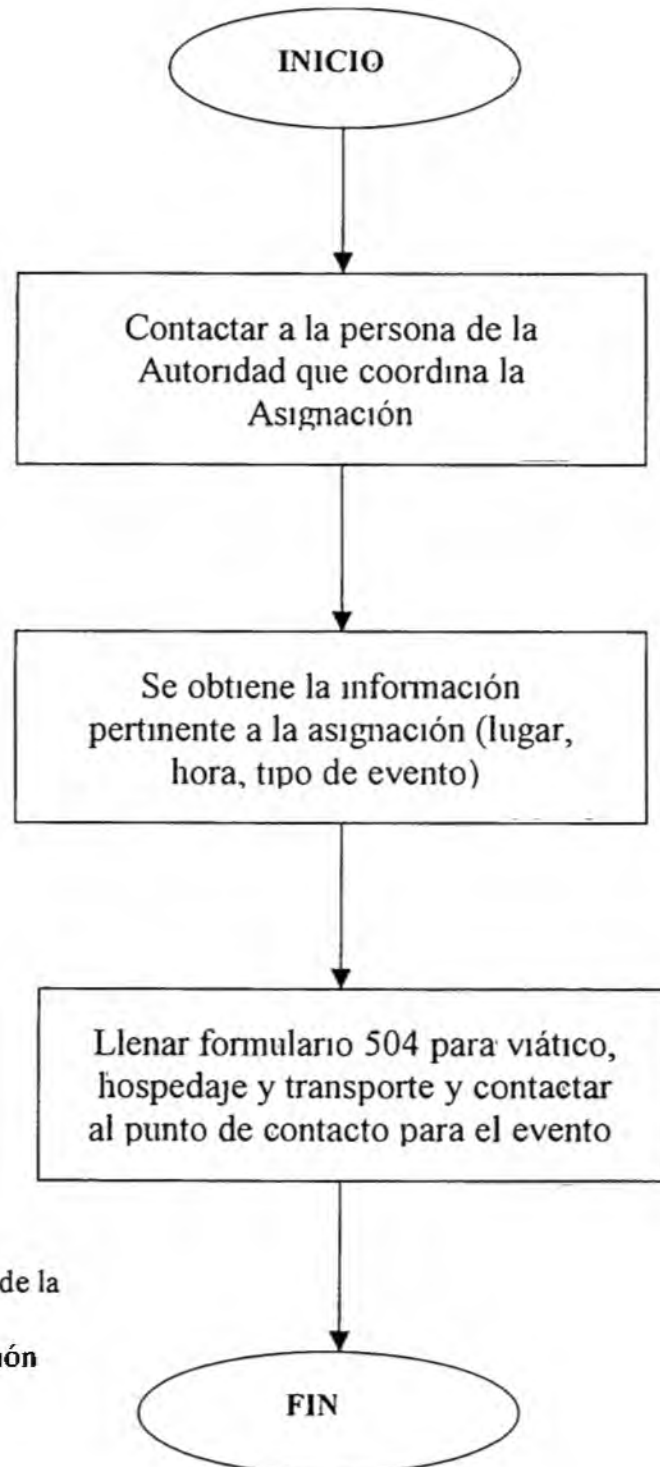 INICIO
Contactar a la persona de la
Autoridad que coordina la
Asignación
Se obtiene la información
pertinente a la asignación (lugar,
hora, tipo de evento)
Llenar formulario 504 para viático,
hospedaje y transporte y contactar
al punto de contacto para el evento
de la
FIN